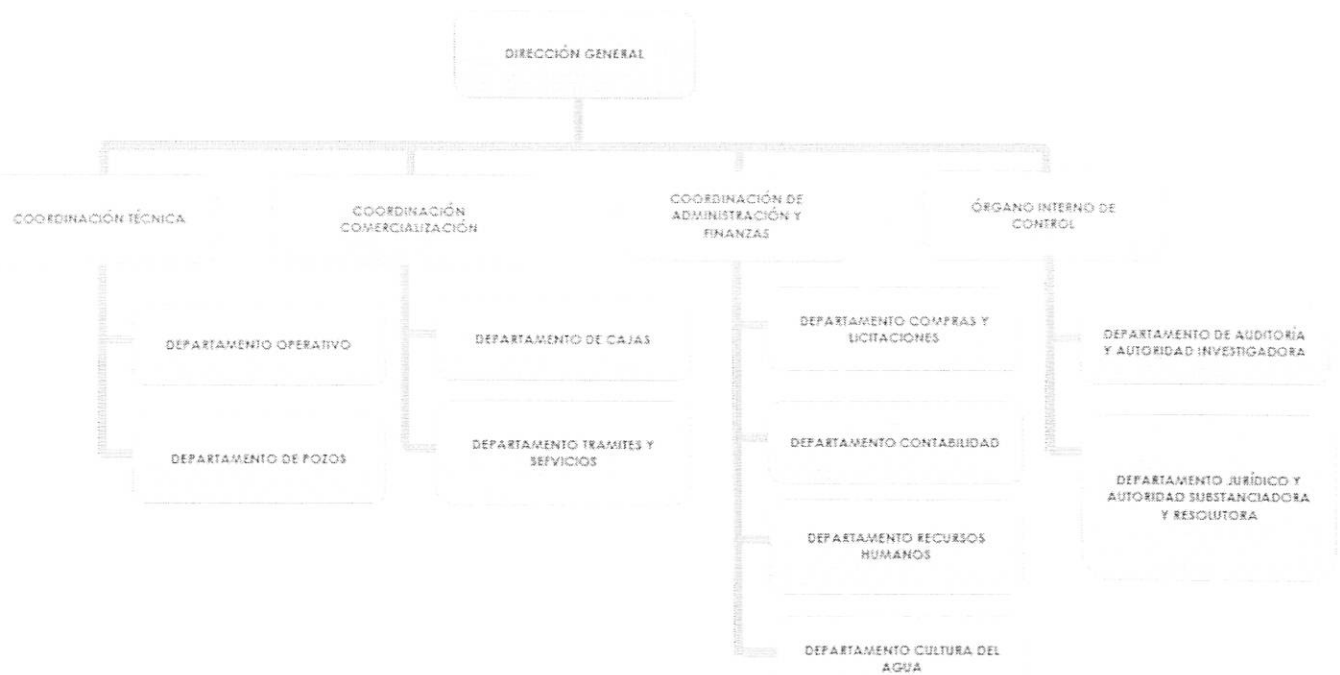 DIRECCIÓN GENERAL
COORDINACIÓN TÉCNICA
COORDINACIÓN
COMERCIALIZACIÓN
COORDINACIÓN DE
ADMINISTRACIÓN Y
FINANZAS
ÓRGANO INTERNO DE
CONTROL
DEPARTAMENTO OPERATIVO
DEPARTAMENTO DE POZOS
DEPARTAMENTO DE CAJAS
DEPARTAMENTO TRAMITES Y
SERVICIOS
DEPARTAMENTO COMPRAS Y
LICITACIONES
DEPARTAMENTO CONTABILIDAD
DEPARTAMENTO RECURSOS
HUMANOS
DEPARTAMENTO CULTURA DEL
AGUA
DEPARTAMENTO DE AUDITORÍA
Y AUTORIDAD INVESTIGADORA
DEPARTAMENTO JURÍDICO Y
AUTORIDAD SUBSTANCIADORA
Y RESOLUTORA